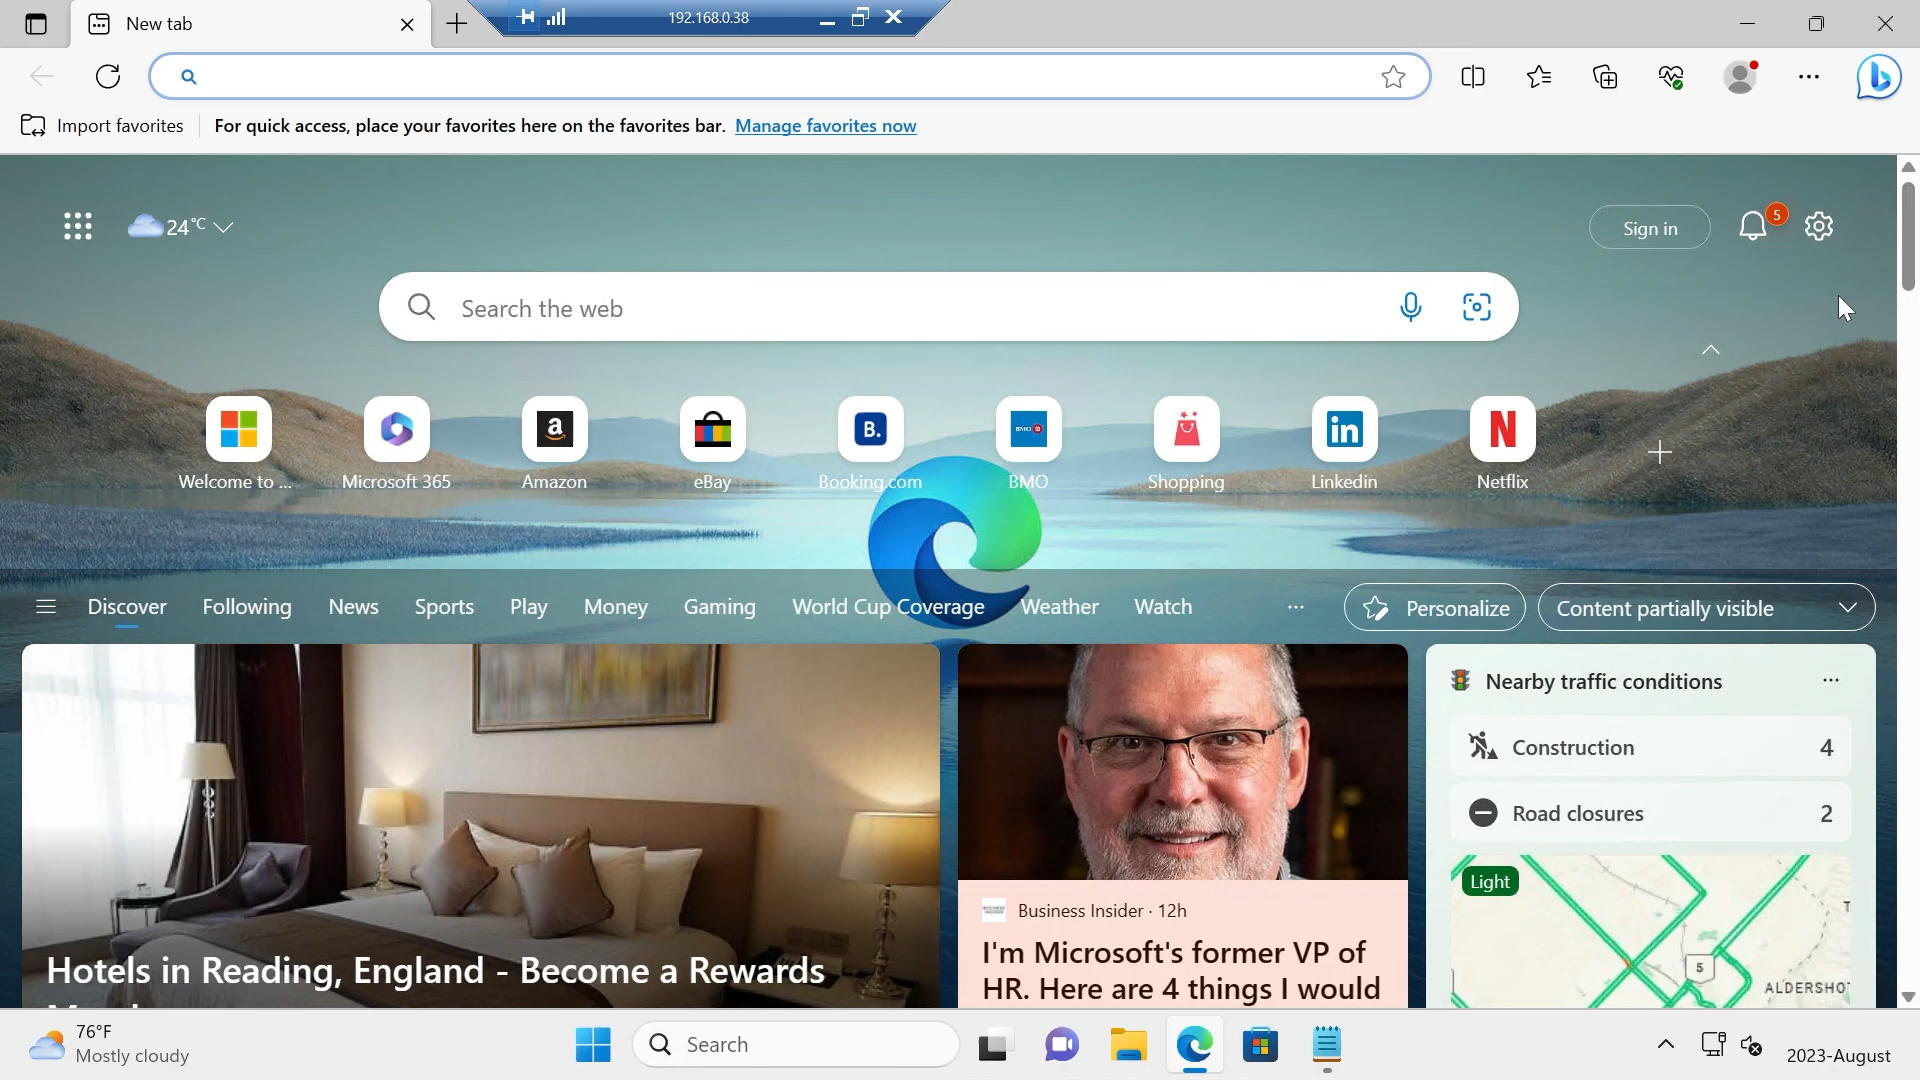 New tab
192.168.0.38
Import favorites
For quick access, place your favorites here on the favorites bar. Manage favorites now
24°C
Sign in
5
Search the web
Welcome to ...
Microsoft 365
Amazon
eBay
Booking.com
BMO
Shopping
Linkedin
Netflix
Discover
Following
News
Sports
Play
Money
Gaming
World Cup Coverage
Weather
Watch
...
Personalize
Content partially visible
Hotels in Reading, England - Become a Rewards
Business Insider · 12h
I'm Microsoft's former VP of
HR. Here are 4 things I would
Nearby traffic conditions
Construction 4
Road closures 2
Light
5
ALDERSHOT
76°F
Mostly cloudy
Search
2023-August